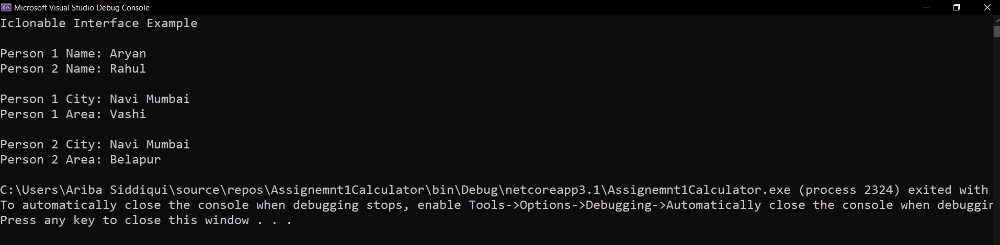 Microsoft Visual Studio Debug Console
Iclonable Interface Example
Person 1 Name: Aryan
Person 2 Name: Rahul
Person 1 City: Navi Mumbai
Person 1 Area: Vashi
Person 2 City: Navi Mumbai
Person 2 Area: Belapur
C:\Users\Ariba Siddiqui\source\repos\Assignemnt1Calculator\bin\Debug\netcoreapp3.1\Assignemnt1Calculator.exe (process 2324) exited with
To automatically close the console when debugging stops, enable Tools->Options->Debugging->Automatically close the console when debuggin
Press any key to close this window . . .